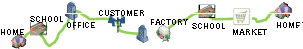 HOME
SCHOOL
OFFICE
CUSTOMER
FACTORY
SCHOOL
MARKET
HOME